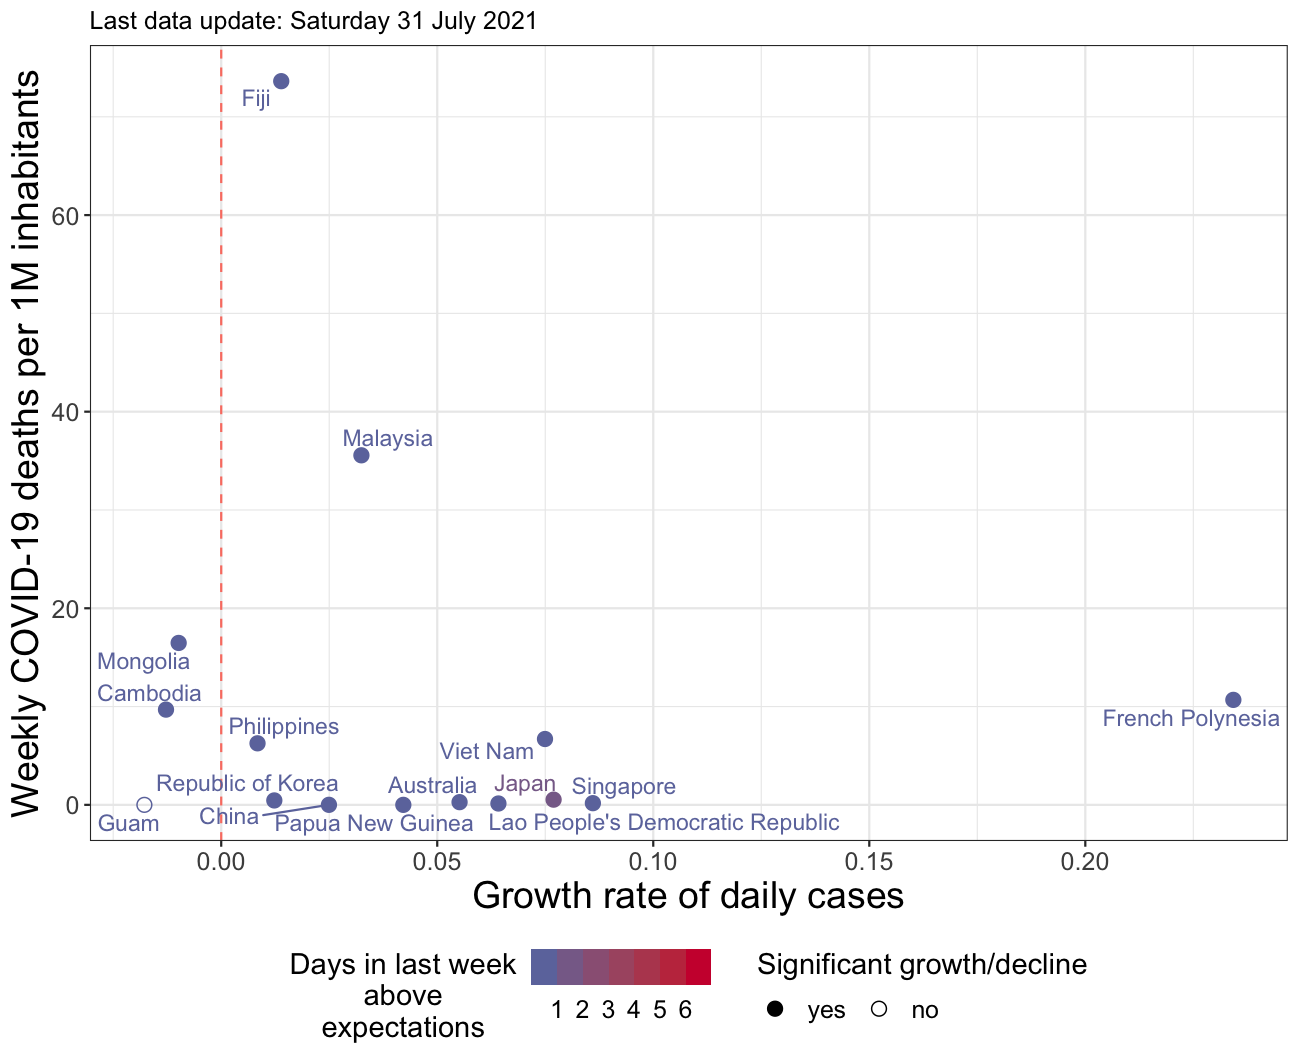 Last data update: Saturday 31 July 2021
Weekly COVID-19 deaths per 1M inhabitants
60
40
20
0
Fiji
Malaysia
Mongolia
Cambodia
French Polynesia
Philippines
Viet Nam
Republic of Korea
Australia
Japan
Singapore
China
Guam
Papua New Guinea
Lao People's Democratic Republic
0.00 0.05 0.10 0.15 0.20
Growth rate of daily cases
Days in last week
above
expectations
1 2 3 4 5 6
Significant growth/decline
yes no